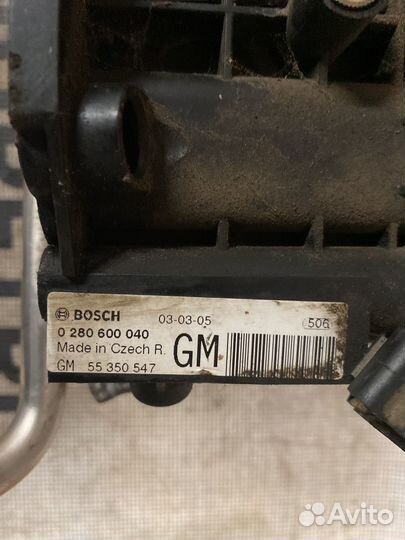 BOSCH 03-03-05 506
0 280 600 040
Made in Czech R. GM
GM 55 350 547
Avito